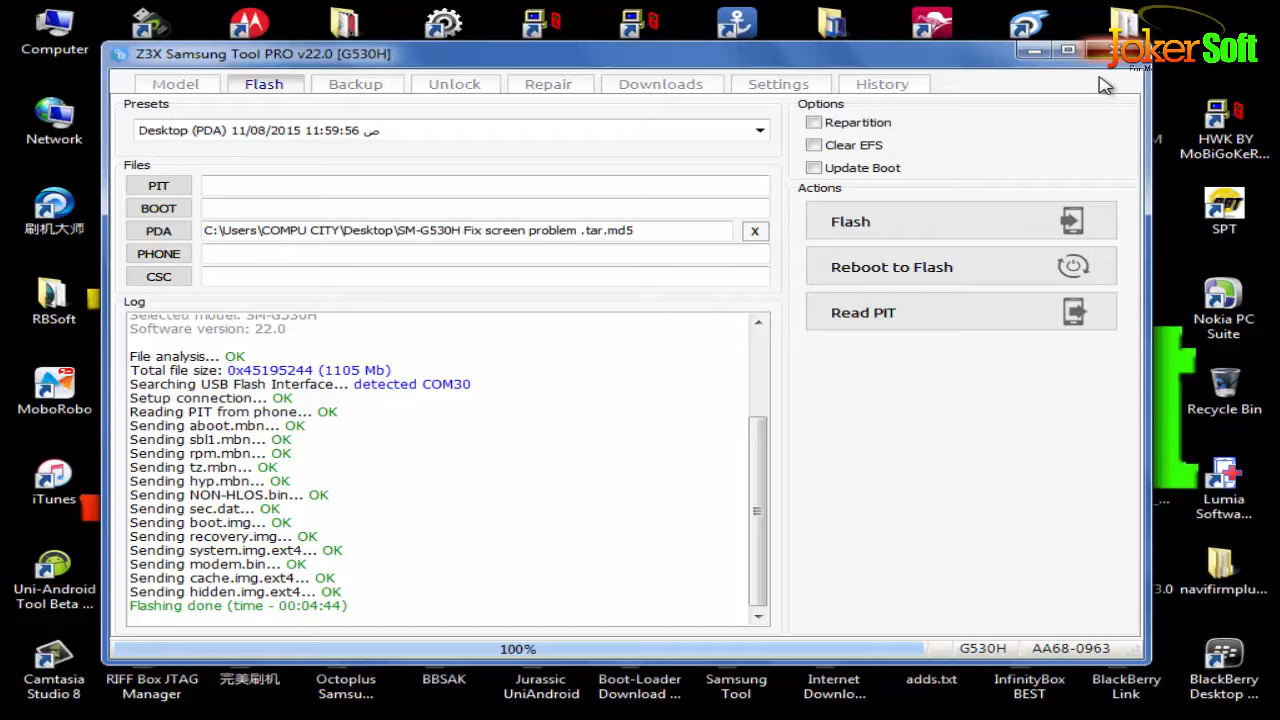 Computer
Network
刷机大师
RBSoft
MoboRobo
iTunes
Uni-Android
Tool Beta ...
Camtasia
Studio 8
JokerSoft
Z3X Samsung Tool PRO v22.0 [G530H]
Model
Flash
Backup
Unlock
Repair
Downloads
Settings
History
Presets
Desktop (PDA) 11/08/2015 11:59:56 ص
Files
PIT
BOOT
PDA
C:\Users\COMPU CITY\Desktop\SM-G530H Fix screen problem .tar.md5
X
PHONE
CSC
Log
Selected model: SM-G530H
Software version: 22.0
File analysis... OK
Total file size: 0x45195244 (1105 Mb)
Searching USB Flash Interface... detected COM30
Setup connection... OK
Reading PIT from phone... OK
Sending aboot.mbn... OK
Sending sbl1.mbn... OK
Sending rpm.mbn... OK
Sending tz.mbn... OK
Sending hyp.mbn... OK
Sending NON-HLOS.bin... OK
Sending sec.dat... OK
Sending boot.img... OK
Sending recovery.img... OK
Sending system.img.ext4... OK
Sending modem.bin... OK
Sending cache.img.ext4... OK
Sending hidden.img.ext4... OK
Flashing done (time - 00:04:44)
Options
Repartition
Clear EFS
Update Boot
Actions
Flash
Reboot to Flash
Read PIT
100%
G530H
AA68-0963
HWK BY
MoBiGoKeR...
SPT
Nokia PC
Suite
Recycle Bin
Lumia
Softwa...
3.0
navifirmplu...
RIFF Box JTAG
Manager
完美刷机
Octoplus
Samsu...
BBSAK
Jurassic
UniAndroid
Boot-Loader
Download ...
Samsung
Tool
Internet
Downlo...
adds.txt
InfinityBox
BEST
BlackBerry
Link
BlackBerry
Desktop ...